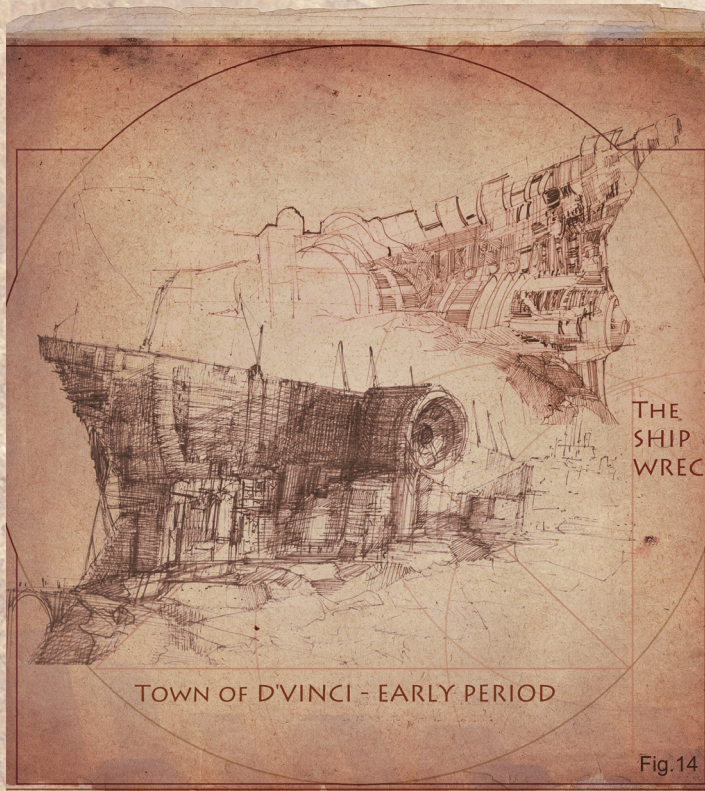 THE
SHIP
WREC
TOWN OF D'VINCI - EARLY PERIOD
Fig.14